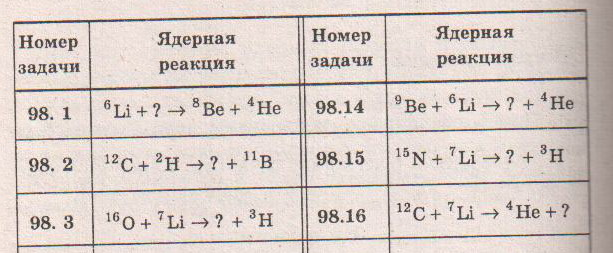 Номер задачи | Ядерная реакция | Номер задачи | Ядерная реакция
98. 1 | ⁶Li + ? → ⁸Be + ⁴He | 98.14 | ⁹Be + ⁶Li → ? + ⁴He
98. 2 | ¹²C + ²H → ? + ¹¹B | 98.15 | ¹⁵N + ⁷Li → ? + ³H
98. 3 | ¹⁶O + ⁷Li → ? + ³H | 98.16 | ¹²C + ⁷Li → ⁴He + ?